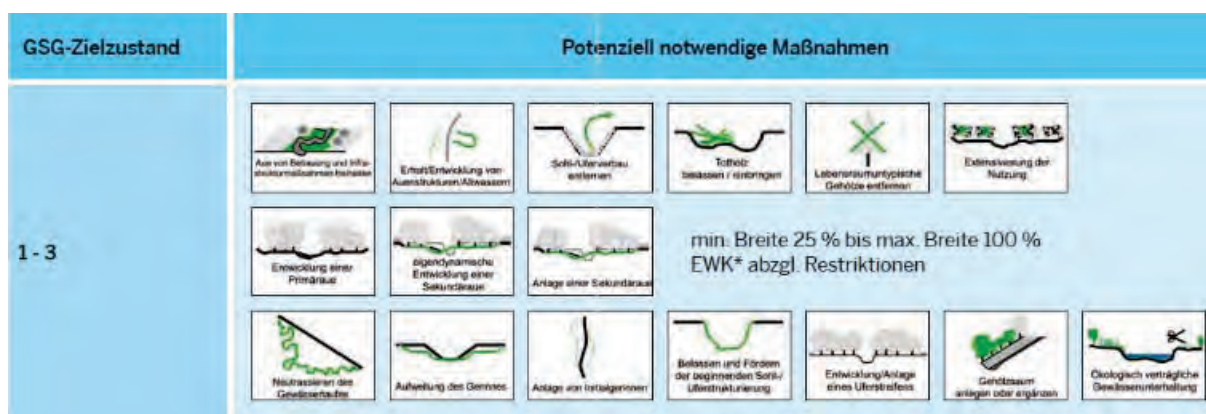 GSG-Zielzustand
Potenziell notwendige Maßnahmen
1 - 3
Aue von Bebauung und Infra-
strukturmaßnahmen freihalten
Erhalt/Entwicklung von
Auenstrukturen/Altwassern
Sohl-/Uferverbau
entfernen
Totholz
belassen / einbringen
Lebensraumuntypische
Gehölze entfernen
Extensivierung der
Nutzung
Entwicklung einer
Primäraue
eigendynamische
Entwicklung einer
Sekundäraue
Anlage einer Sekundäraue
min. Breite 25 % bis max. Breite 100 %
EWK* abzgl. Restriktionen
Neutrassieren des
Gewässerlaufes
Aufweitung des Gerinnes
Anlage von Initialgerinnen
Belassen und Fördern
der beginnenden Sohl-/
Uferstrukturierung
Entwicklung/Anlage
eines Uferstreifens
Gehölzsaum
anlegen oder ergänzen
Ökologisch verträgliche
Gewässerunterhaltung